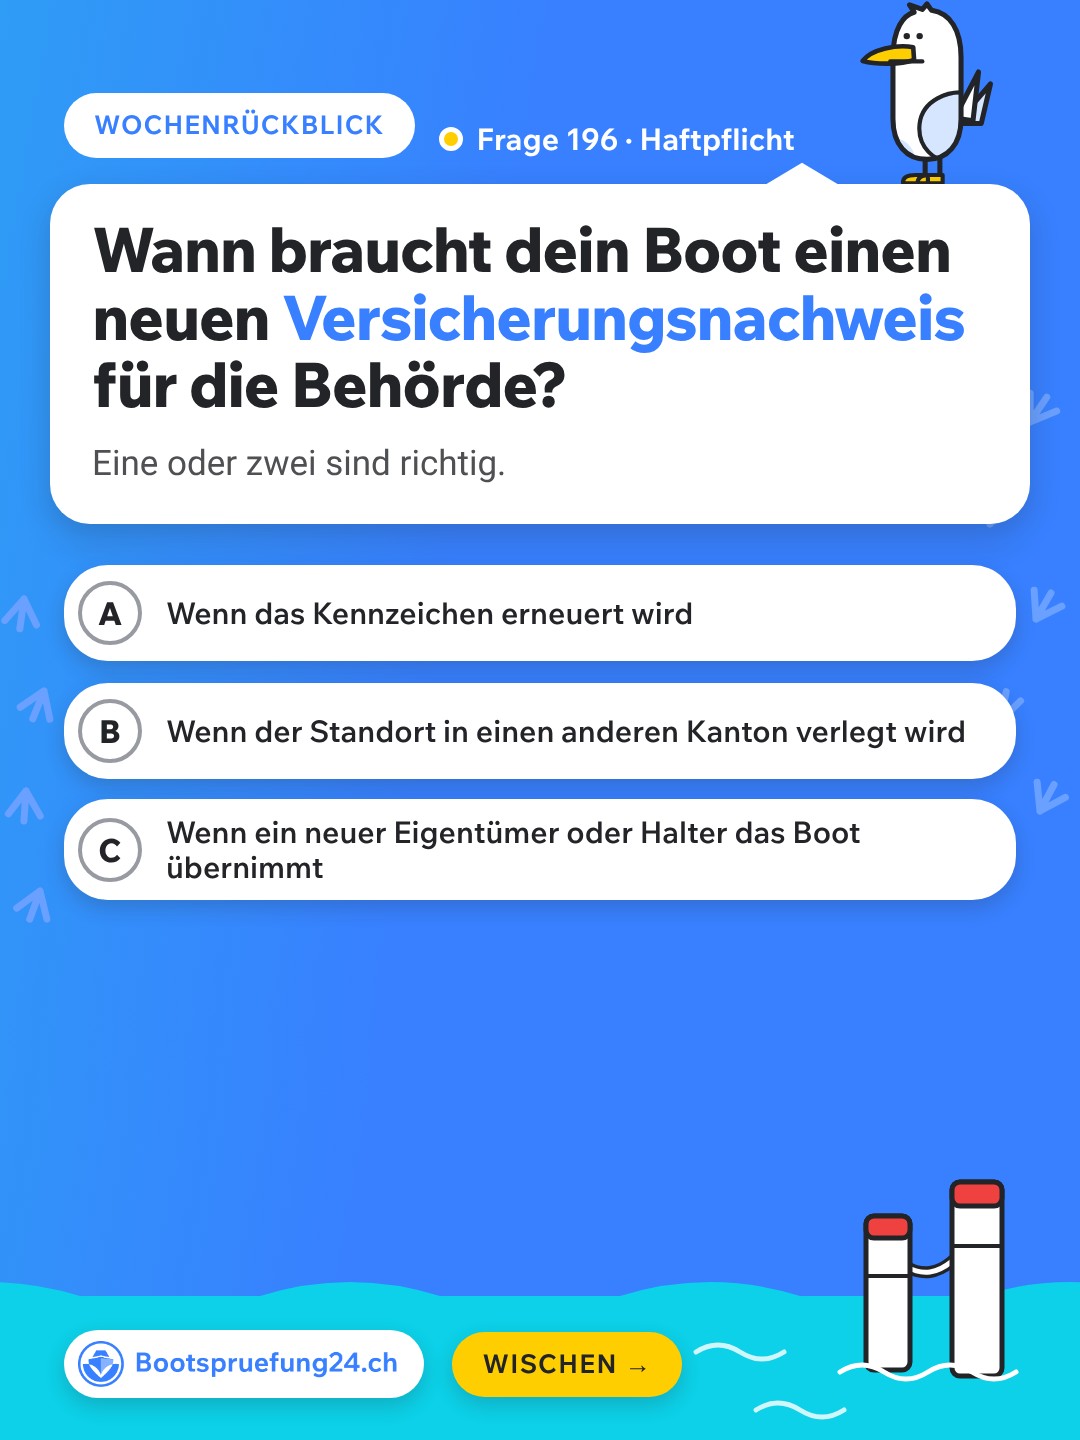 WOCHENRÜCKBLICK
Frage 196 · Haftpflicht
Wann braucht dein Boot einen
neuen Versicherungsnachweis
für die Behörde?
Eine oder zwei sind richtig.
A Wenn das Kennzeichen erneuert wird
B Wenn der Standort in einen anderen Kanton verlegt wird
C Wenn ein neuer Eigentümer oder Halter das Boot
übernimmt
Bootspruefung24.ch
WISCHEN →